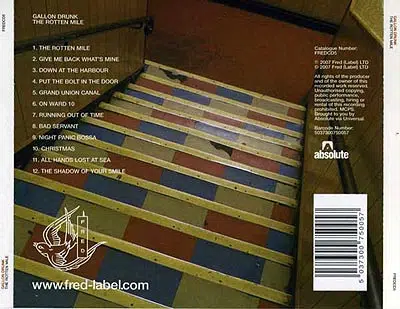 GALLON DRUNK
THE ROTTEN MILE
1. THE ROTTEN MILE
2. GIVE ME BACK WHAT'S MINE
3. DOWN AT THE HARBOUR
4. PUT THE BOLT IN THE DOOR
5. GRAND UNION CANAL
6. ON WARD 10
7. RUNNING OUT OF TIME
8. BAD SERVANT
9. NIGHT PANIC BOSSA
10. CHRISTMAS
11. ALL HANDS LOST AT SEA
12. THE SHADOW OF YOUR SMILE
FRED
www.fred-label.com
Catalogue Number:
FREDCD5
℗ 2007 Fred (Label) LTD
© 2007 Fred (Label) LTD
All rights of the producer
and of the owner of this
recorded work reserved.
Unauthorised copying,
public performance,
broadcasting, hiring or
rental of this recording
prohibited. MCPS.
Brought to you by
Absolute via Universal
Barcode Number:
5037300750057
absolute
5 037300 750057
GALLON DRUNK
THE ROTTEN MILE
FREDCD5
GALLON DRUNK
THE ROTTEN MILE